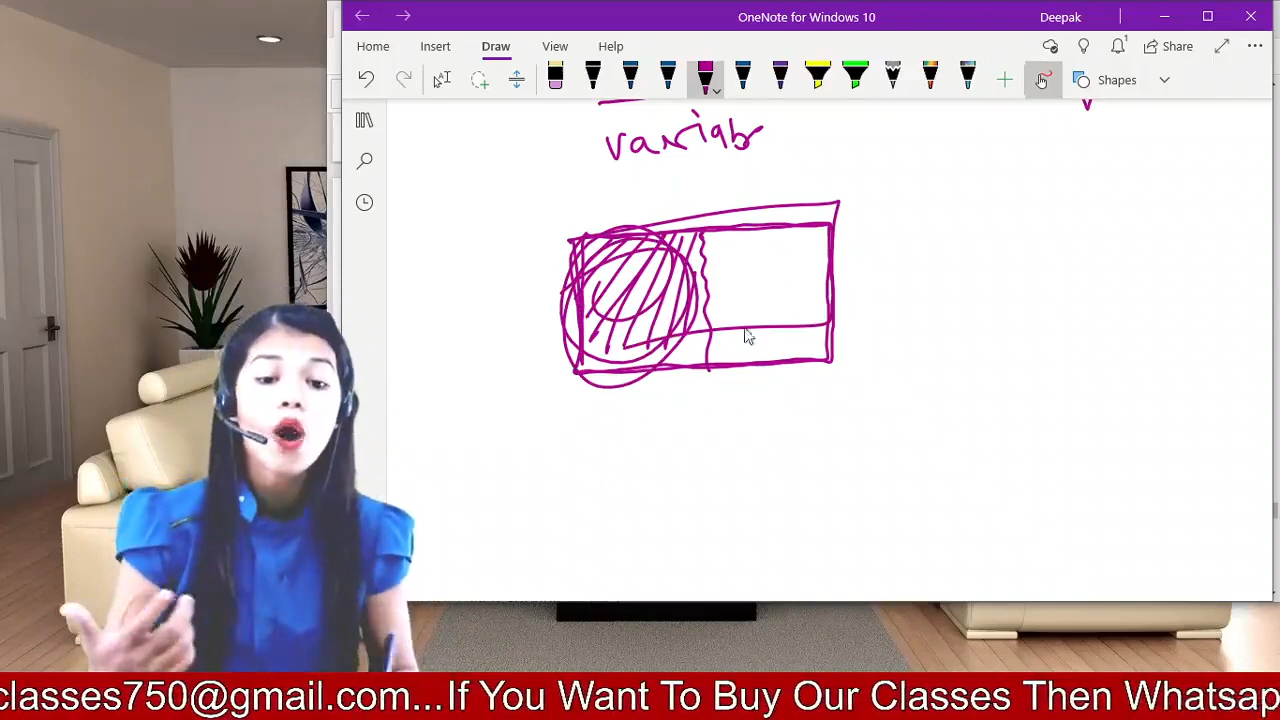 OneNote for Windows 10
Deepak
Home Insert Draw View Help
Share
Shapes
classes750@gmail.com...If You Want To Buy Our Classes Then Whatsap